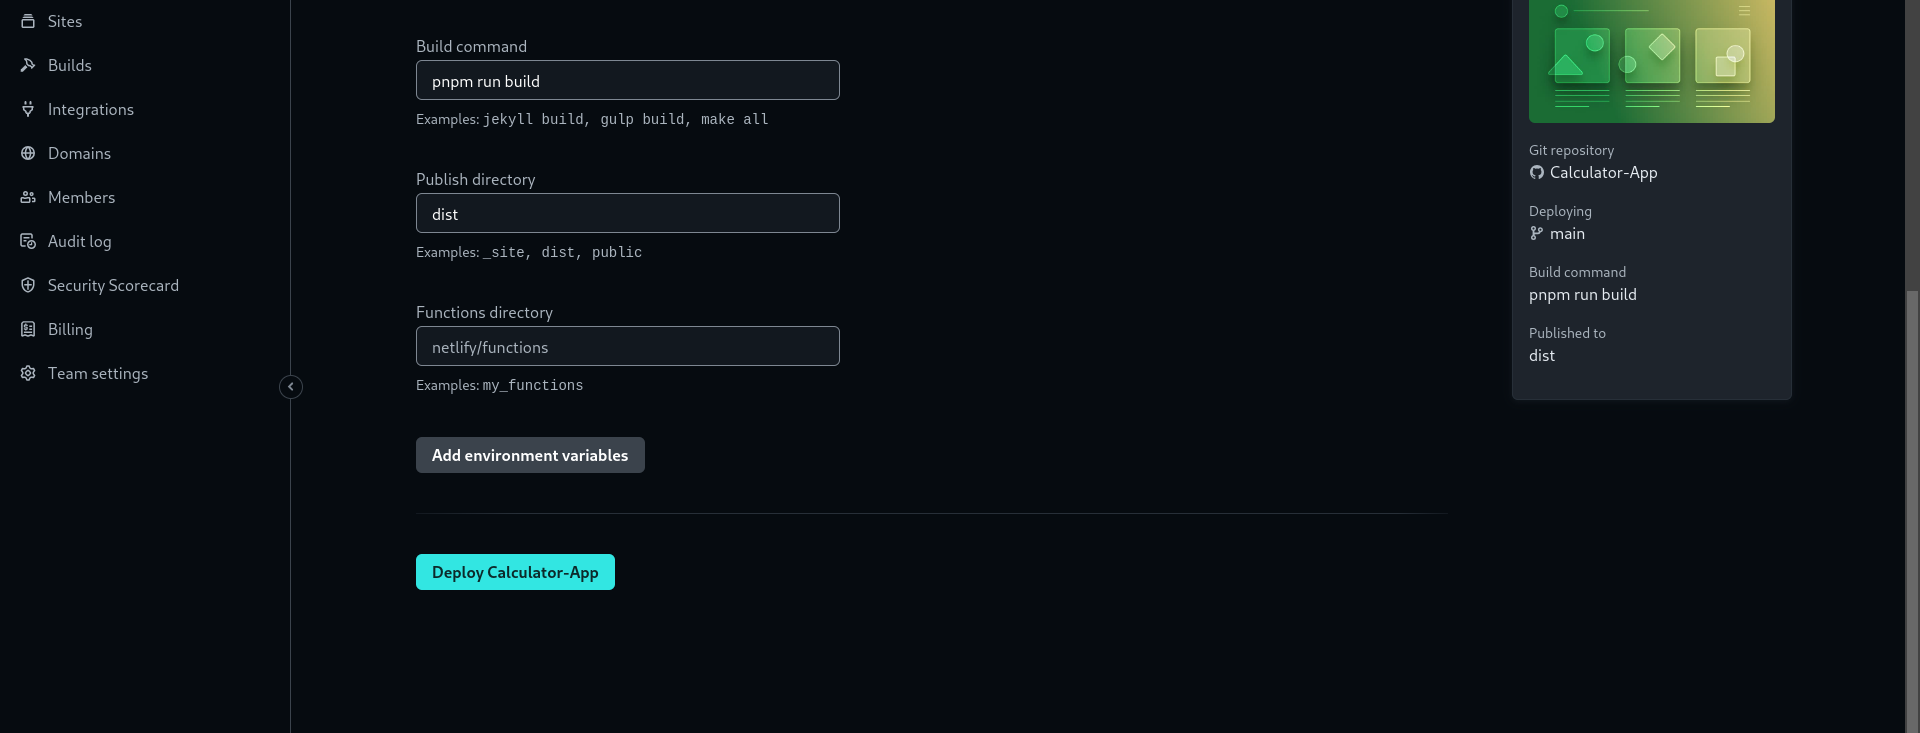 Sites
Builds
Integrations
Domains
Members
Audit log
Security Scorecard
Billing
Team settings
Build command
pnpm run build
Examples: jekyll build, gulp build, make all
Publish directory
dist
Examples: _site, dist, public
Functions directory
netlify/functions
Examples: my_functions
Add environment variables
Deploy Calculator-App
Git repository
Calculator-App
Deploying
main
Build command
pnpm run build
Published to
dist